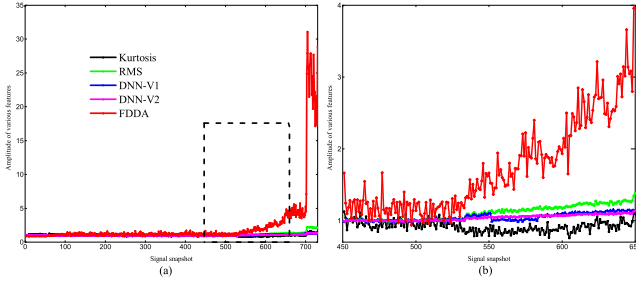 35
30
25
20
15
10
5
0
Amplitude of various features
Kurtosis
RMS
DNN-V1
DNN-V2
FDDA
0 100 200 300 400 500 600 700
Signal snapshot
(a)
4
3
2
1
Amplitude of various features
450 500 550 600 650
Signal snapshot
(b)